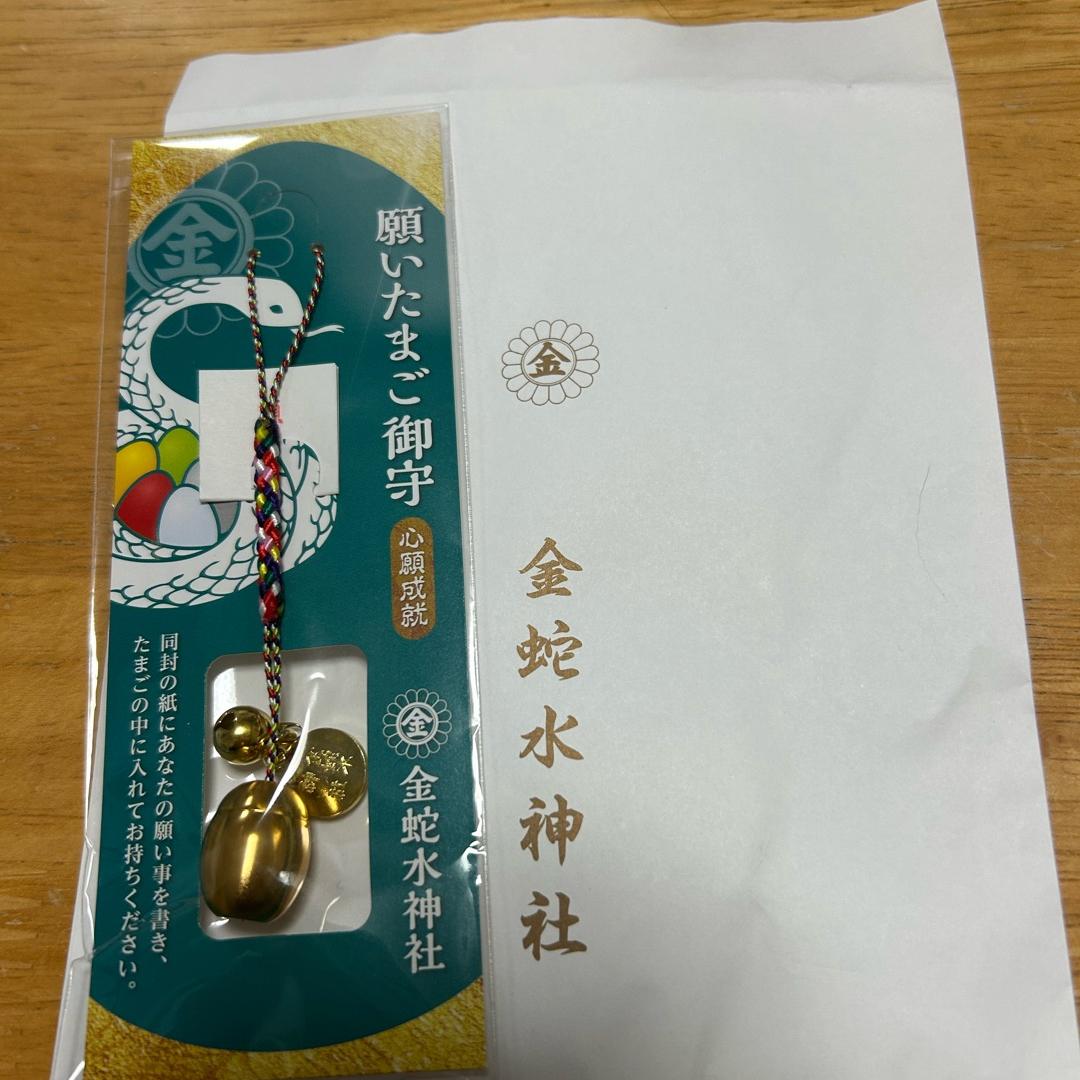 金
願いたまご御守
心願成就
金
金蛇水神社
同封の紙にあなたの願い事を書き、
たまごの中に入れてお持ちください。
金
金蛇水神社